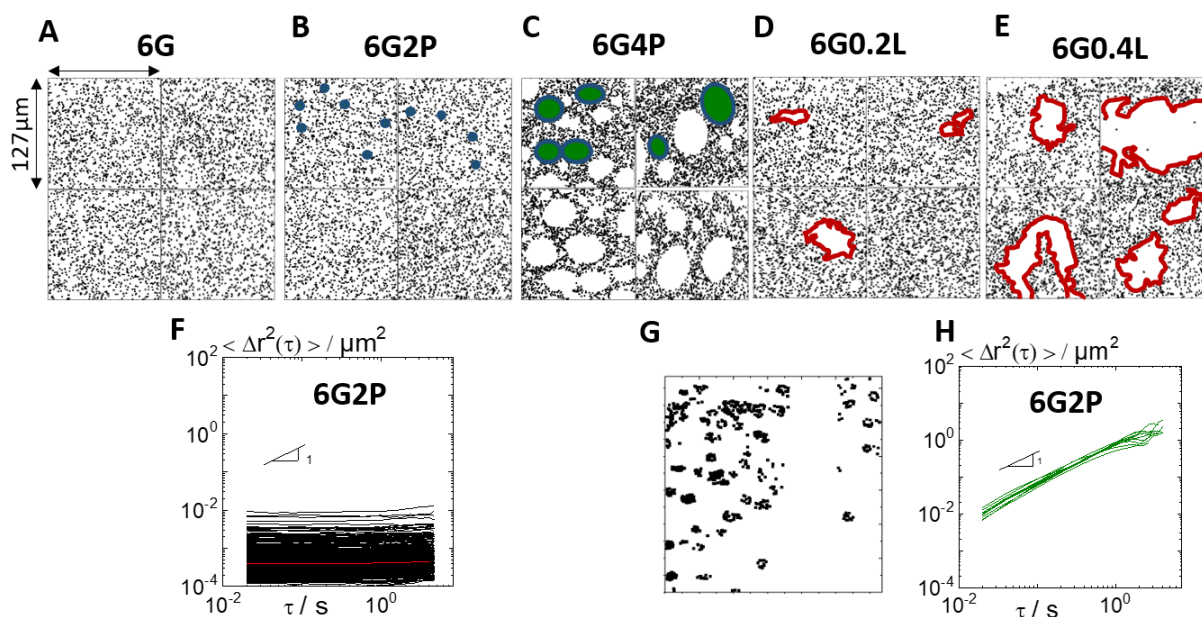 A
6G
B
6G2P
C
6G4P
D
6G0.2L
E
6G0.4L
127µm
F
< Δr²(τ) > / µm²
6G2P
10²
10⁰
10⁻²
10⁻⁴
1
10⁻²
10⁰
τ / s
G
H
< Δr²(τ) > / µm²
6G2P
10²
10⁰
10⁻²
10⁻⁴
1
10⁻²
10⁰
τ / s